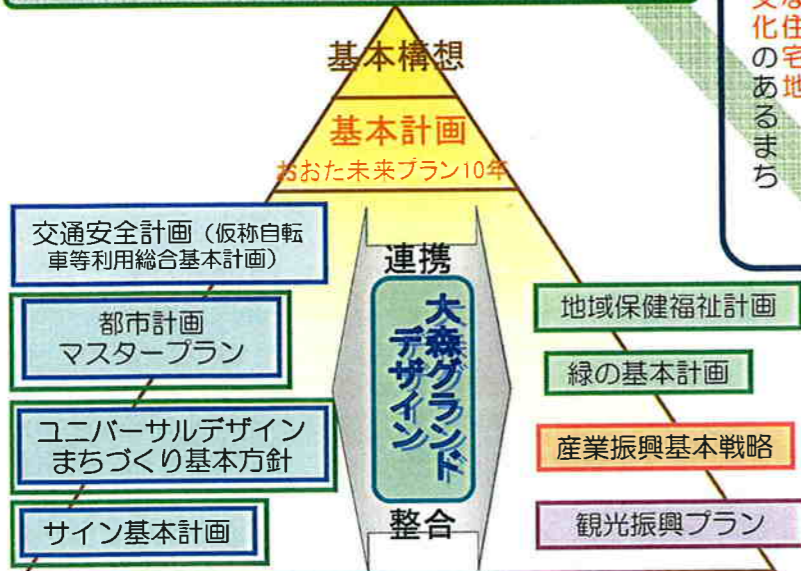 基本構想
基本計画
おおた未来プラン10年
交通安全計画（仮称自転
車等利用総合基本計画）
都市計画
マスタープラン
ユニバーサルデザイン
まちづくり基本方針
サイン基本計画
連携
大森グランド
デザイン
整合
地域保健福祉計画
緑の基本計画
産業振興基本戦略
観光振興プラン
な住宅地
文化のあるまち